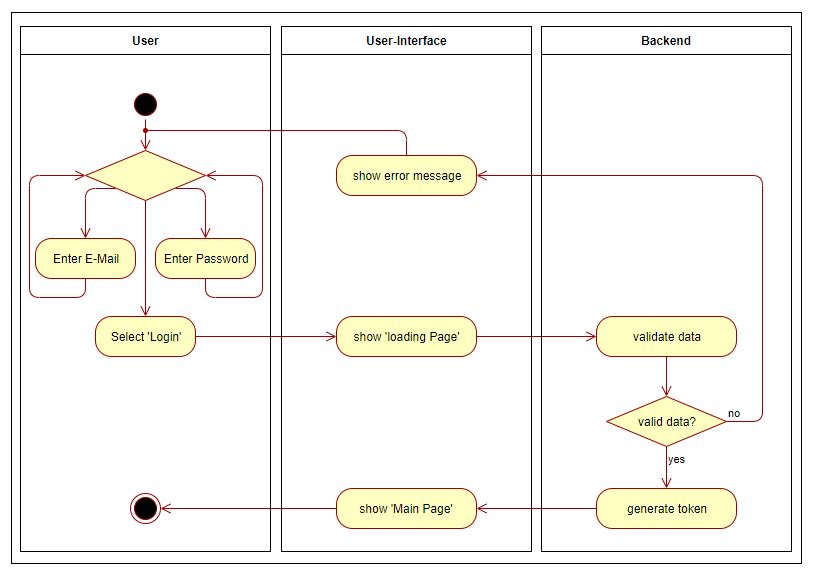 User
User-Interface
Backend
show error message
Enter E-Mail
Enter Password
Select 'Login'
show 'loading Page'
validate data
valid data?
no
yes
show 'Main Page'
generate token